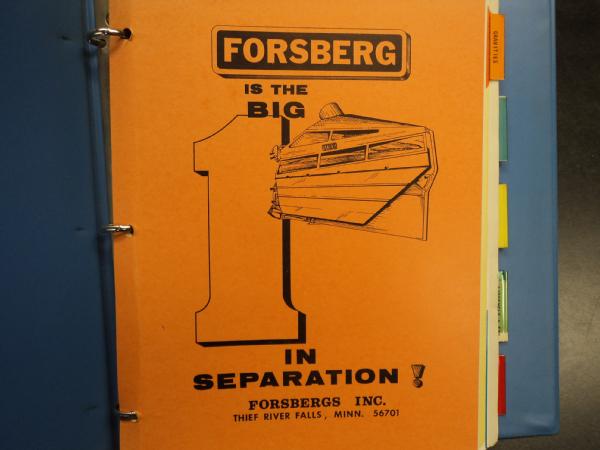 FORSBERG
IS THE
BIG
1
IN
SEPARATION!
FORSBERGS INC.
THIEF RIVER FALLS, MINN. 56701
GRAVITIES